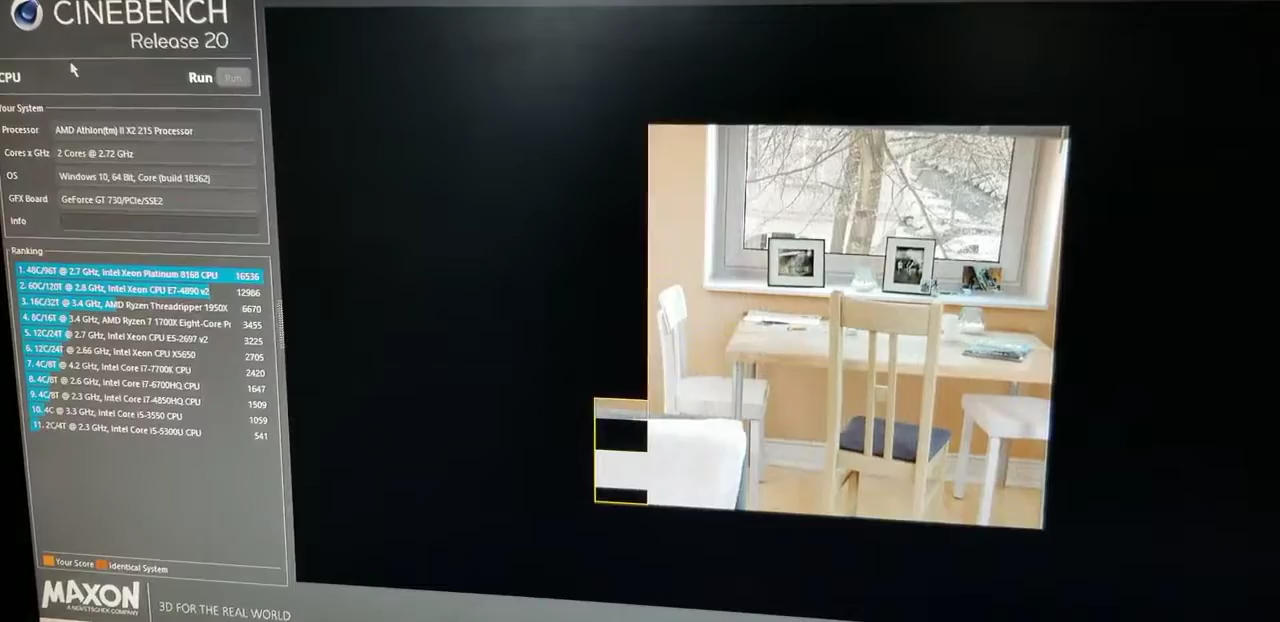 CINEBENCH
Release 20
CPU
Run Run
Your System
Processor AMD Athlon(tm) II X2 215 Processor
Cores x GHz 2 Cores @ 2.72 GHz
OS Windows 10, 64 Bit, Core (build 18362)
GFX Board GeForce GT 730/PCIe/SSE2
Info
Ranking
1. 48C/96T @ 2.7 GHz, Intel Xeon Platinum 8168 CPU 16536
2. 60C/120T @ 2.8 GHz, Intel Xeon CPU E7-4890 v2 12986
3. 16C/32T @ 3.4 GHz, AMD Ryzen Threadripper 1950X 6670
4. 8C/16T @ 3.4 GHz, AMD Ryzen 7 1700X Eight-Core Pr 3455
5. 12C/24T @ 2.7 GHz, Intel Xeon CPU E5-2697 v2 3225
6. 12C/24T @ 2.66 GHz, Intel Xeon CPU X5650 2705
7. 4C/8T @ 4.2 GHz, Intel Core i7-7700K CPU 2420
8. 4C/8T @ 2.6 GHz, Intel Core i7-6700HQ CPU 1647
9. 4C/8T @ 2.3 GHz, Intel Core i7-4850HQ CPU 1509
10. 4C @ 3.3 GHz, Intel Core i5-3550 CPU 1059
11. 2C/4T @ 2.3 GHz, Intel Core i5-5300U CPU 541
Your Score Identical System
MAXON
A NEMETSCHEK COMPANY
3D FOR THE REAL WORLD